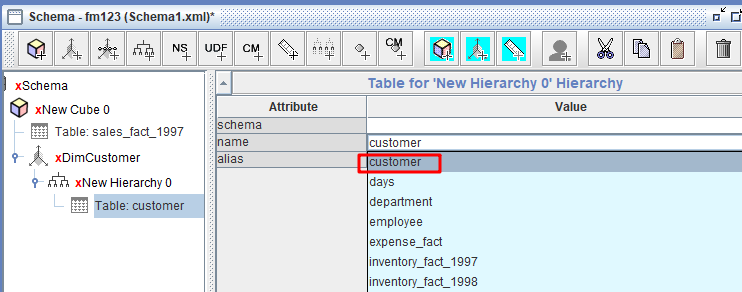 Schema - fm123 (Schema1.xml)*
NS UDF CM CM
xSchema
xNew Cube 0
Table: sales_fact_1997
xDimCustomer
xNew Hierarchy 0
Table: customer
Table for 'New Hierarchy 0' Hierarchy
Attribute Value
schema
name customer
alias customer
days
department
employee
expense_fact
inventory_fact_1997
inventory_fact_1998